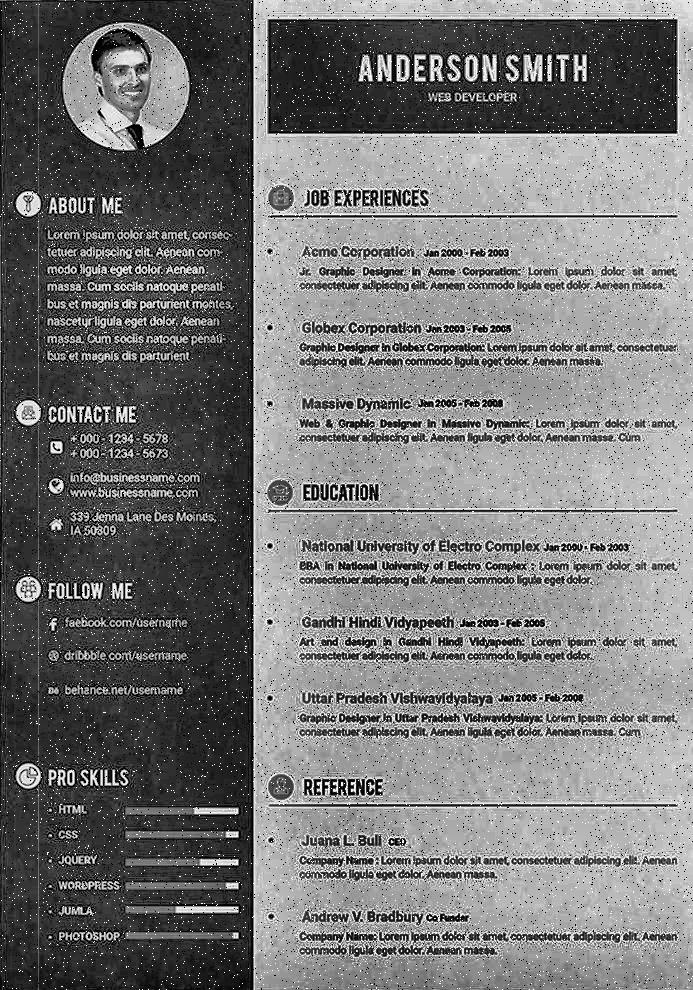 ANDERSON SMITH
WEB DEVELOPER
ABOUT ME
Lorem ipsum dolor sit amet, consec-
tetuer adipiscing elit. Aenean com-
modo ligula eget dolor. Aenean
massa. Cum sociis natoque penati-
bus et magnis dis parturient montes,
nascetur ligula eget dolor. Aenean
massa. Cum sociis natoque penati-
bus et magnis dis parturient
CONTACT ME
+ 000 - 1234 - 5678
+ 000 - 1234 - 5673
info@businessname.com
www.businessname.com
339 Jenna Lane Des Moines,
IA 50309
FOLLOW ME
faebook.com/username
dribbble.com/username
Bē behance.net/username
PRO SKILLS
• HTML
• CSS
• JQUERY
• WORDPRESS
• JUMLA
• PHOTOSHOP
JOB EXPERIENCES
• Acme Corporation Jan 2000 - Feb 2003
Jr. Graphic Designer in Acme Corporation: Lorem ipsum dolor sit amet,
consectetuer adipiscing elit. Aenean commodo ligula eget dolor. Aenean massa.
• Globex Corporation Jan 2003 - Feb 2005
Graphic Designer in Globex Corporation: Lorem ipsum dolor sit amet, consectetuer
adipiscing elit. Aenean commodo ligula eget dolor. Aenean massa.
• Massive Dynamic Jan 2005 - Feb 2008
Web & Graphic Designer in Massive Dynamic: Lorem ipsum dolor sit amet,
consectetuer adipiscing elit. Aenean ligula eget dolor. Aenean massa. Cum
EDUCATION
• National University of Electro Complex Jan 2000 - Feb 2003
BBA in National University of Electro Complex : Lorem ipsum dolor sit amet,
consectetuer adipiscing elit. Aenean commodo ligula eget dolor.
• Gandhi Hindi Vidyapeeth Jan 2003 - Feb 2005
Art and design in Gandhi Hindi Vidyapeeth: Lorem ipsum dolor sit amet,
consectetuer adipiscing elit. Aenean commodo ligula eget dolor.
• Uttar Pradesh Vishwavidyalaya Jan 2005 - Feb 2008
Graphic Designer in Uttar Pradesh Vishwavidyalaya: Lorem ipsum dolor sit amet,
consectetuer adipiscing elit. Aenean ligula eget dolor. Aenean massa. Cum
REFERENCE
• Juana L. Bull CEO
Company Name : Lorem ipsum dolor sit amet, consectetuer adipiscing elit. Aenean
commodo ligula eget dolor. Aenean massa.
• Andrew V. Bradbury Co Funder
Company Name: Lorem ipsum dolor sit amet, consectetuer adipiscing elit. Aenean
commodo ligula eget dolor. Aenean massa.